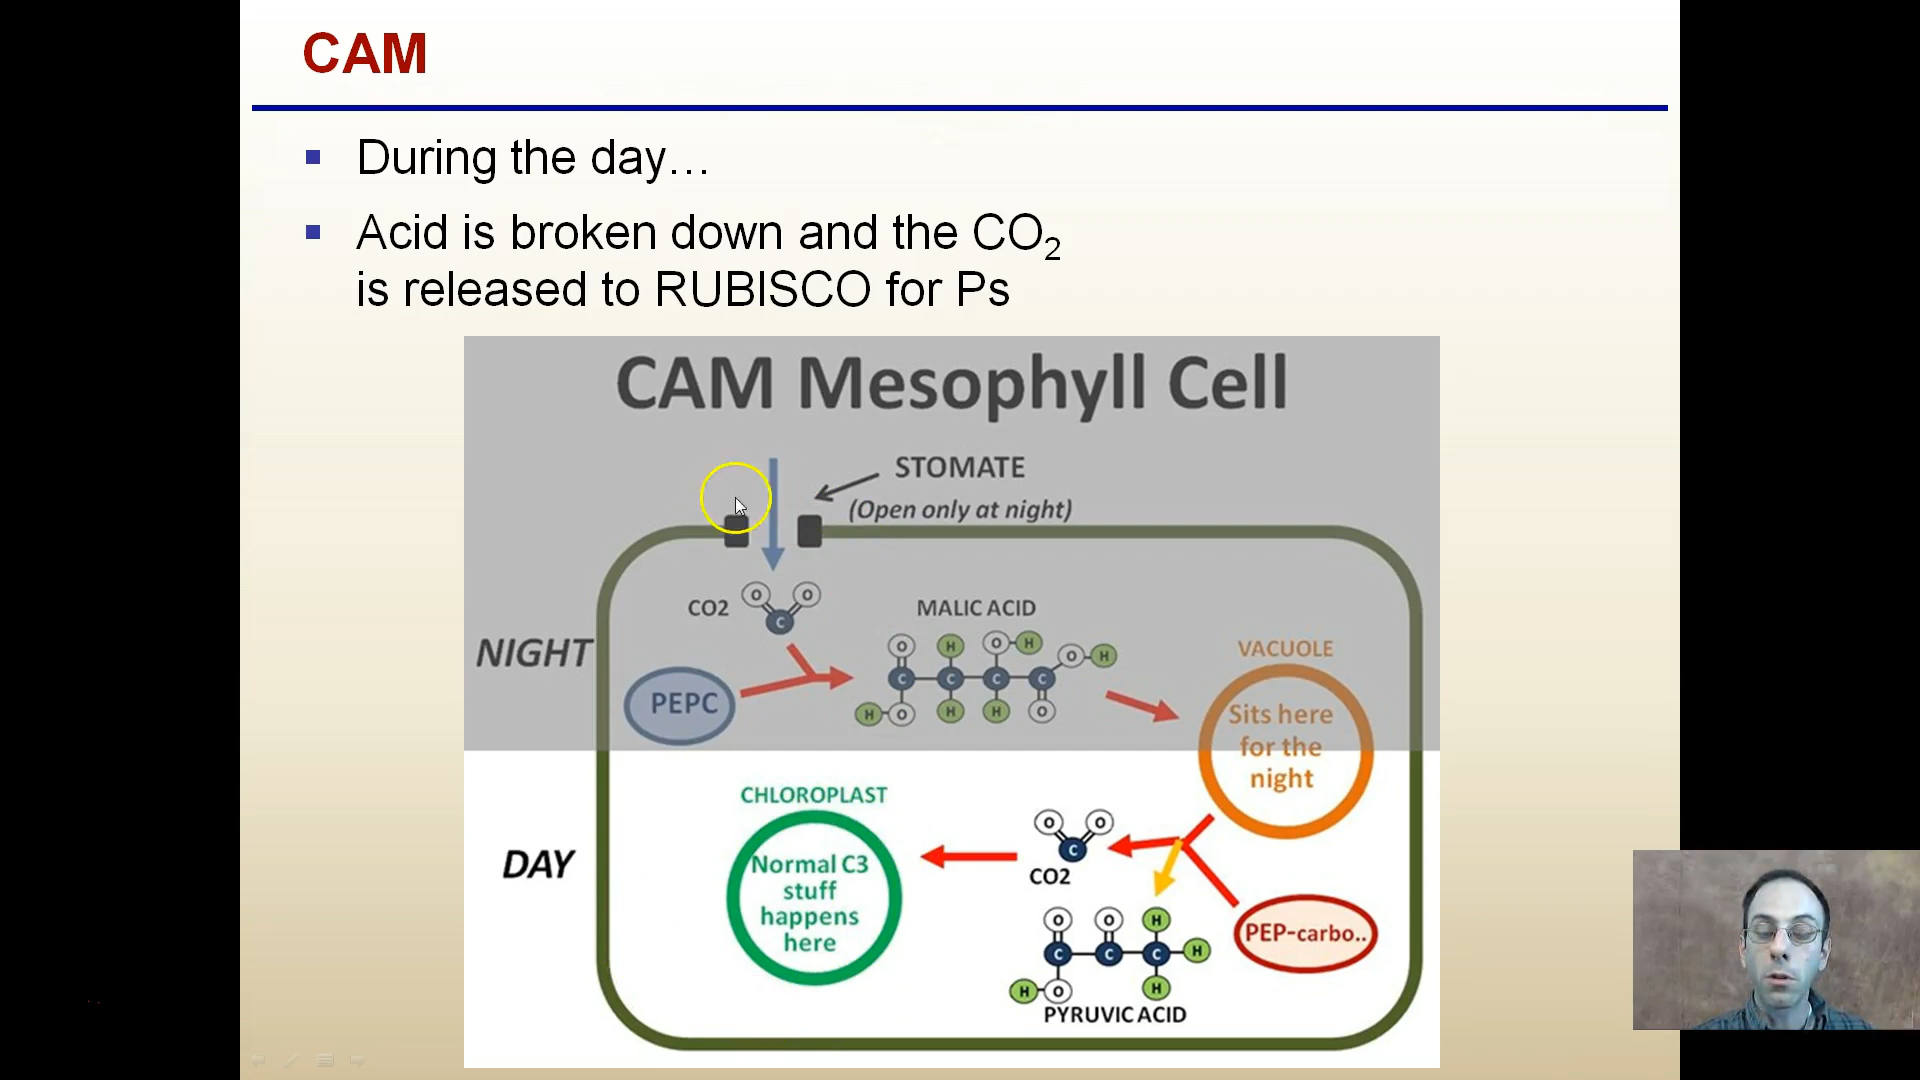 CAM
During the day…
Acid is broken down and the CO2
is released to RUBISCO for Ps
CAM Mesophyll Cell
STOMATE
(Open only at night)
CO2
O O
C
MALIC ACID
O H O H
O H
C C C C
H O H H O
NIGHT
PEPC
VACUOLE
Sits here
for the
night
CHLOROPLAST
Normal C3
stuff
happens
here
DAY
O O
C
CO2
PEP-carbo..
O O H
C C C H
H O H
PYRUVIC ACID